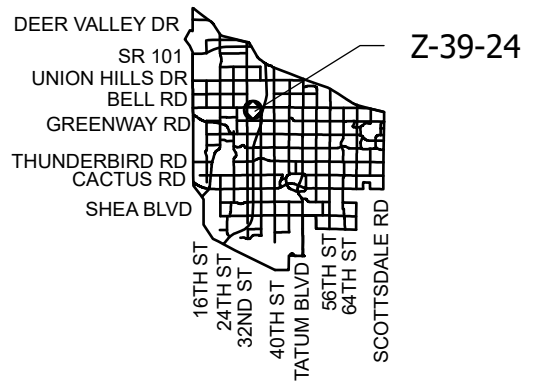 DEER VALLEY DR
Z-39-24
SR 101
UNION HILLS DR
BELL RD
GREENWAY RD
THUNDERBIRD RD
CACTUS RD
SHEA BLVD
16TH ST
24TH ST
32ND ST
40TH ST
TATUM BLVD
56TH ST
64TH ST
SCOTTSDALE RD